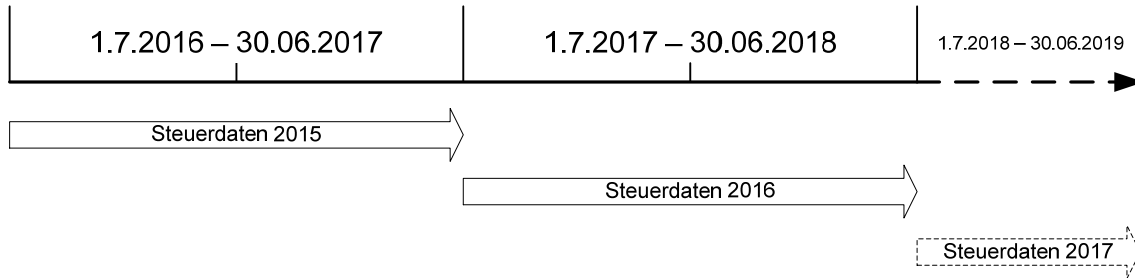 1.7.2016 – 30.06.2017
1.7.2017 – 30.06.2018
1.7.2018 – 30.06.2019
Steuerdaten 2015
Steuerdaten 2016
Steuerdaten 2017